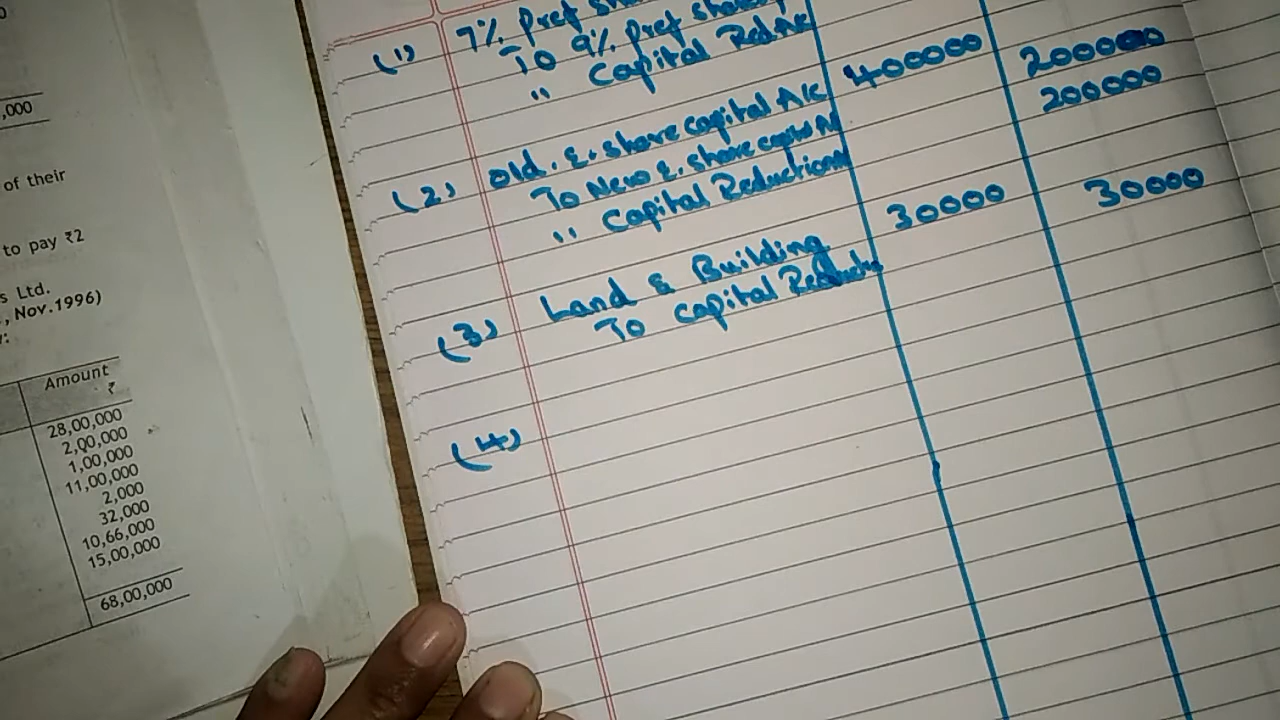 ,000
of their
to pay ₹2
s Ltd.
, Nov.1996)
Amount
₹
28,00,000
2,00,000
1,00,000
11,00,000
2,000
32,000
10,66,000
15,00,000
68,00,000
(1) 7% Pref
To 9% Pref share
" Capital Red A/c
(2) Old. E. share capital A/c 400000
To New E. share capital A/c 200000
" Capital Reduction 200000
(3) Land & Building 30000
To Capital 30000
(4)